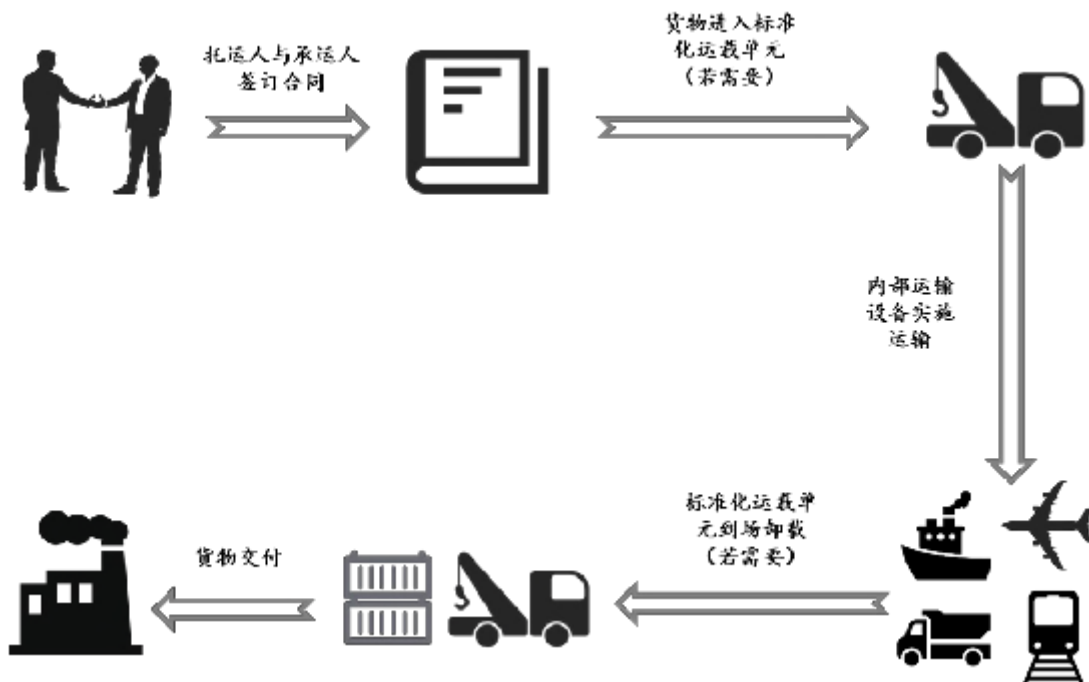 托运人与承运人
签订合同
货物进入标准
化运载单元
（若需要）
内部运输
设备实施
运输
标准化运载单
元到场卸载
（若需要）
货物交付